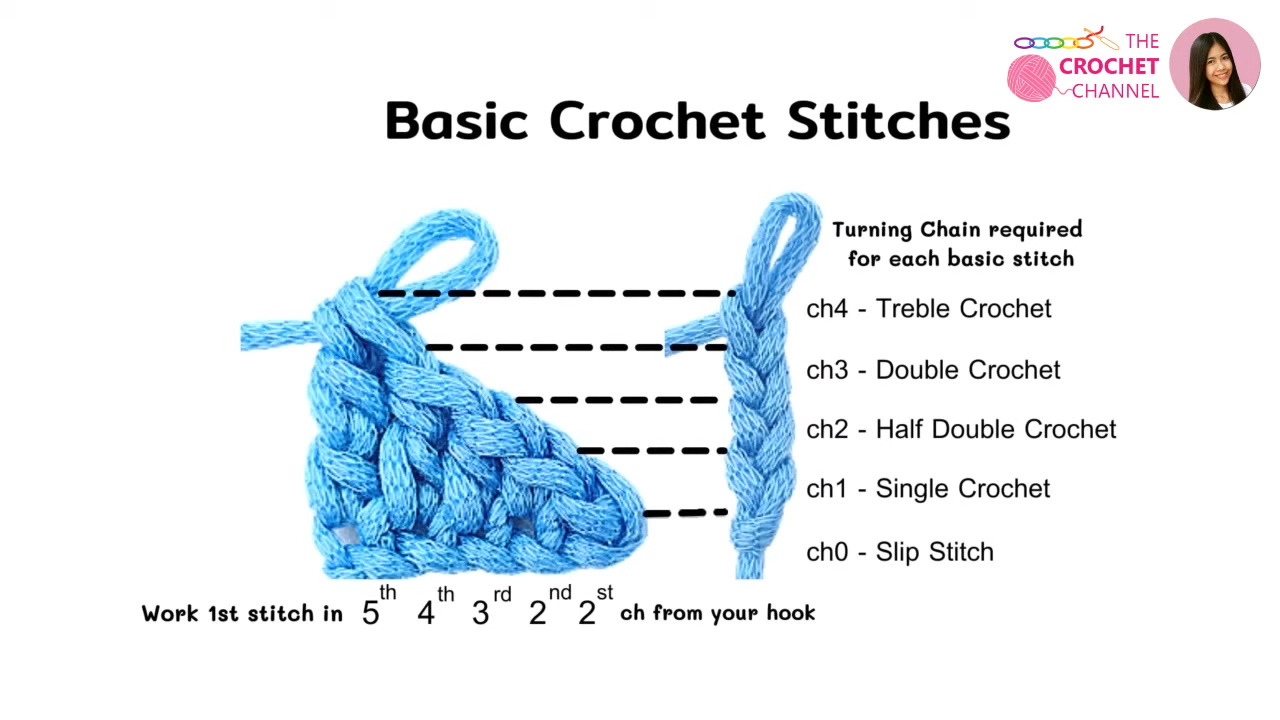 THE
CROCHET
CHANNEL
Basic Crochet Stitches
Turning Chain required
for each basic stitch
ch4 - Treble Crochet
ch3 - Double Crochet
ch2 - Half Double Crochet
ch1 - Single Crochet
ch0 - Slip Stitch
Work 1st stitch in 5th 4th 3rd 2nd 2st ch from your hook